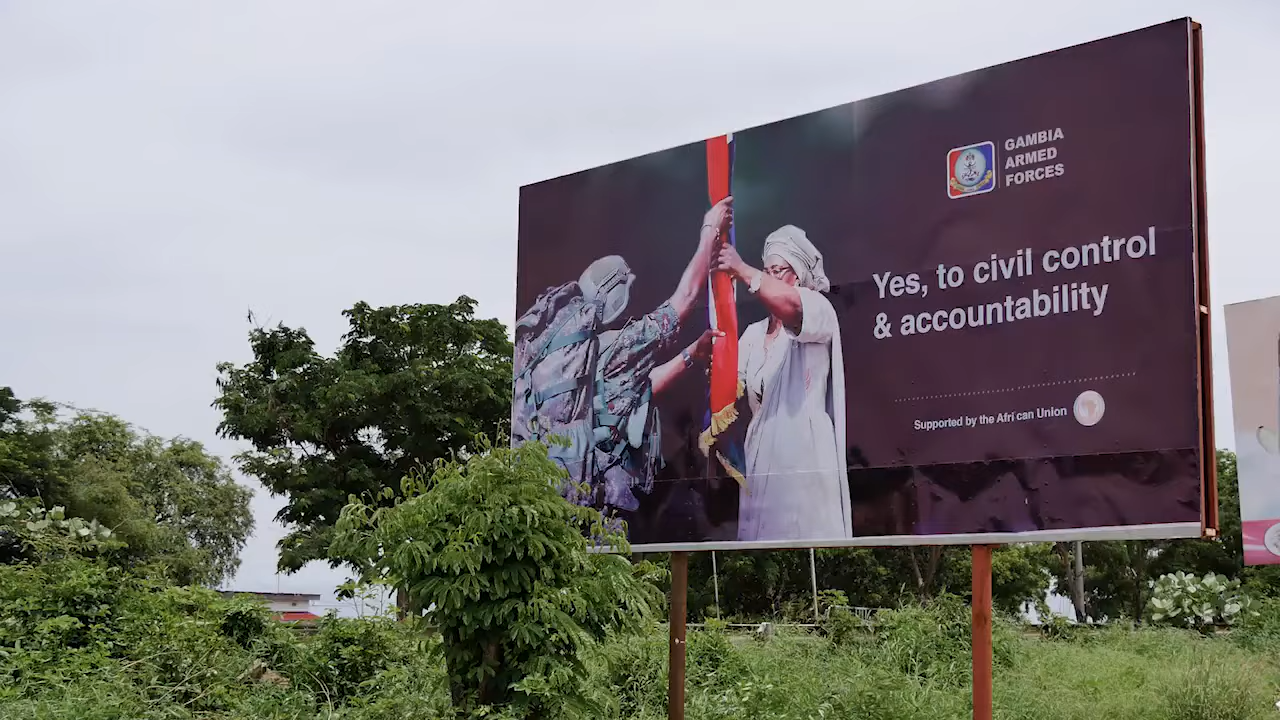 GAMBIA
ARMED
FORCES
Yes, to civil control
& accountability
Supported by the Afri can Union